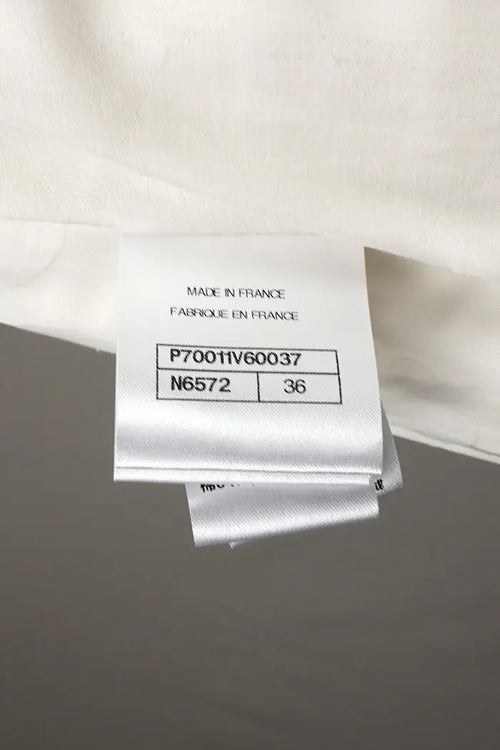 MADE IN FRANCE
FABRIQUE EN FRANCE
P70011V60037
N6572 36